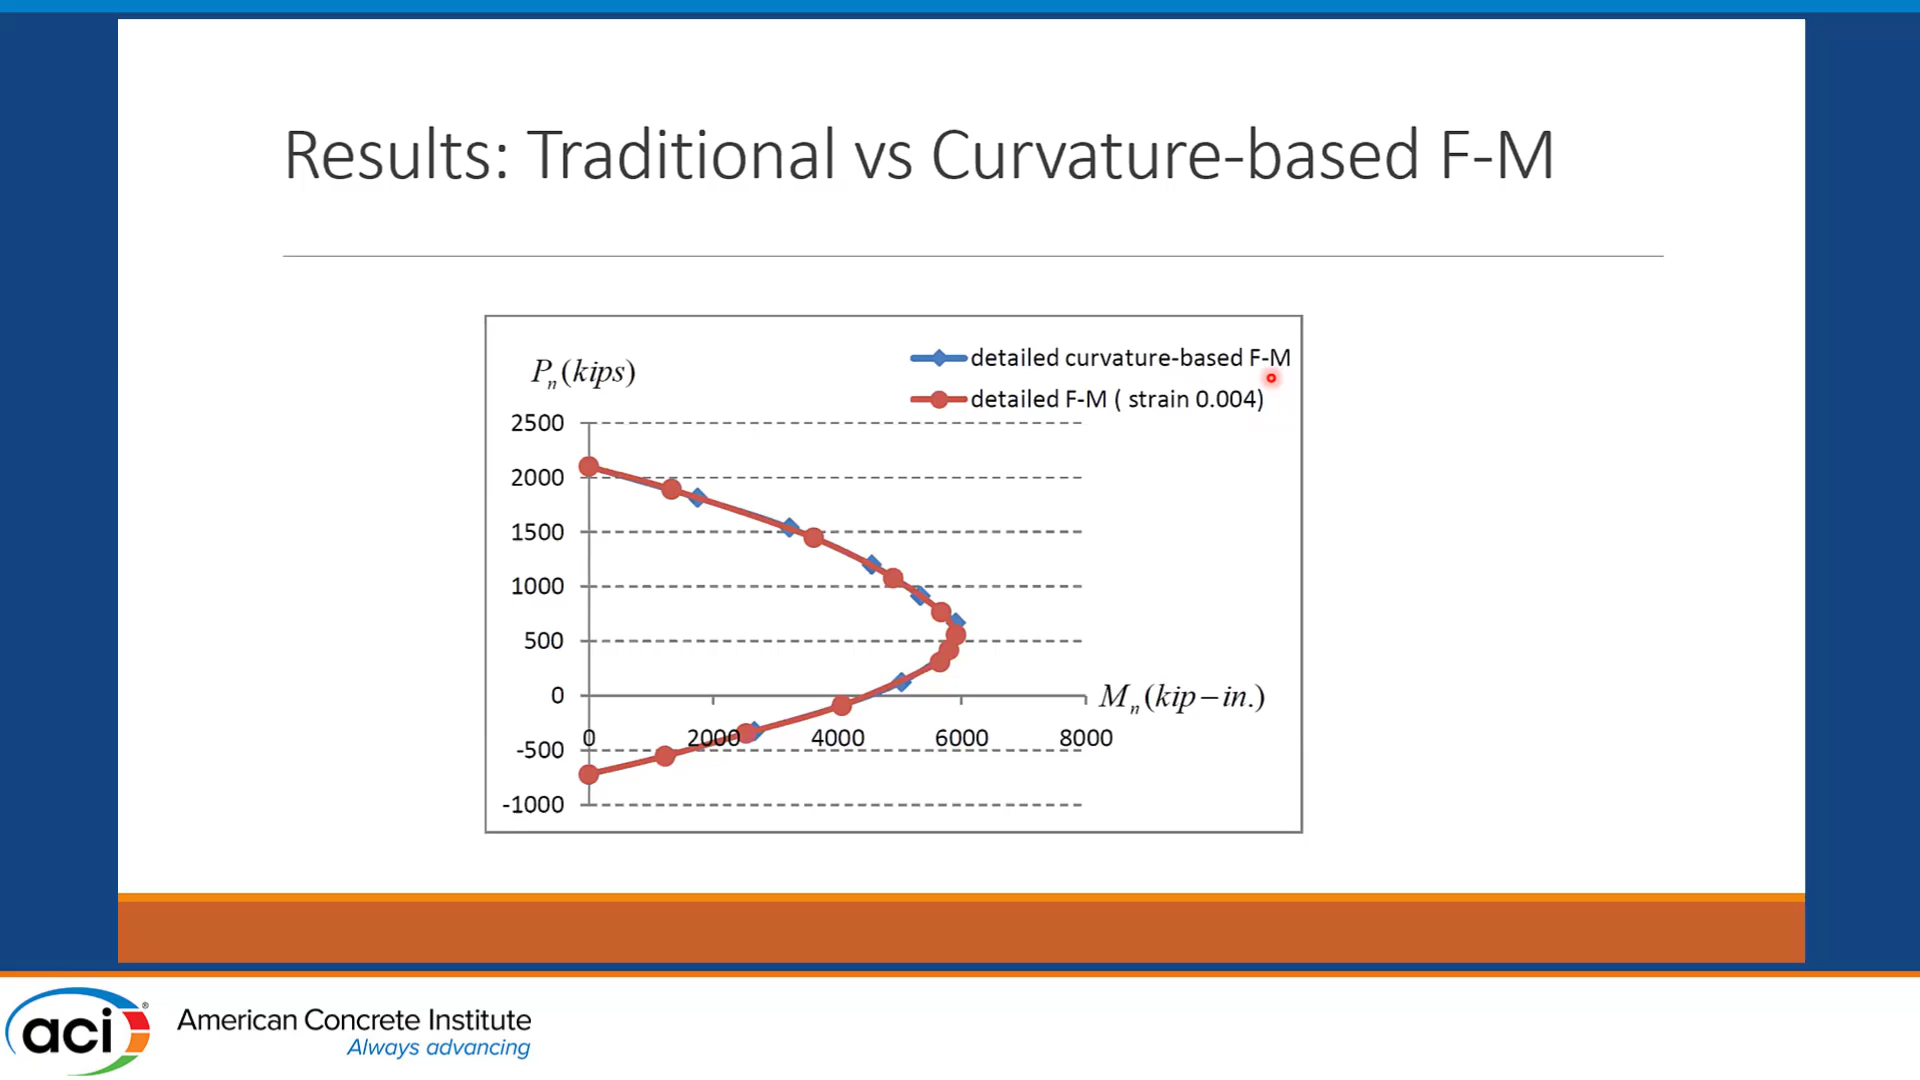 Results: Traditional vs Curvature-based F-M
Pn (kips)
detailed curvature-based F-M
detailed F-M ( strain 0.004)
2500
2000
1500
1000
500
0
-500
-1000
0 2000 4000 6000 8000
Mn (kip-in.)
aci®
American Concrete Institute
Always advancing